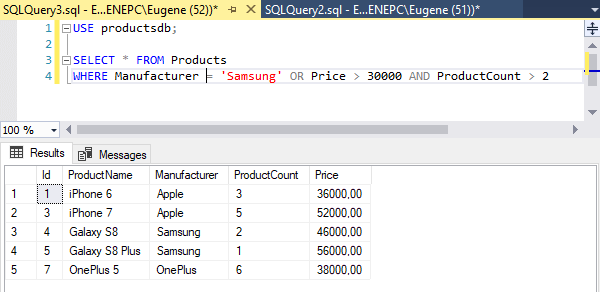 SQLQuery3.sql - E...ENEPC\Eugene (52))* SQLQuery2.sql - E...ENEPC\Eugene (51))*
1 USE productsdb;
2
3 SELECT * FROM Products
4 WHERE Manufacturer = 'Samsung' OR Price > 30000 AND ProductCount > 2
100 %
Results Messages
Id ProductName Manufacturer ProductCount Price
1 1 iPhone 6 Apple 3 36000,00
2 3 iPhone 7 Apple 5 52000,00
3 4 Galaxy S8 Samsung 2 46000,00
4 5 Galaxy S8 Plus Samsung 1 56000,00
5 7 OnePlus 5 OnePlus 6 38000,00